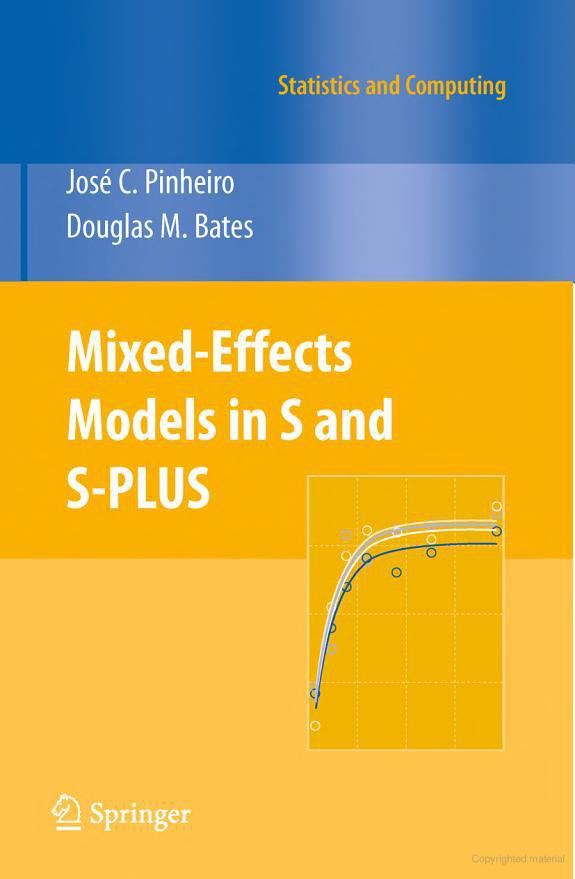 Statistics and Computing
José C. Pinheiro
Douglas M. Bates
Mixed-Effects
Models in S and
S-PLUS
Springer
Copyrighted material